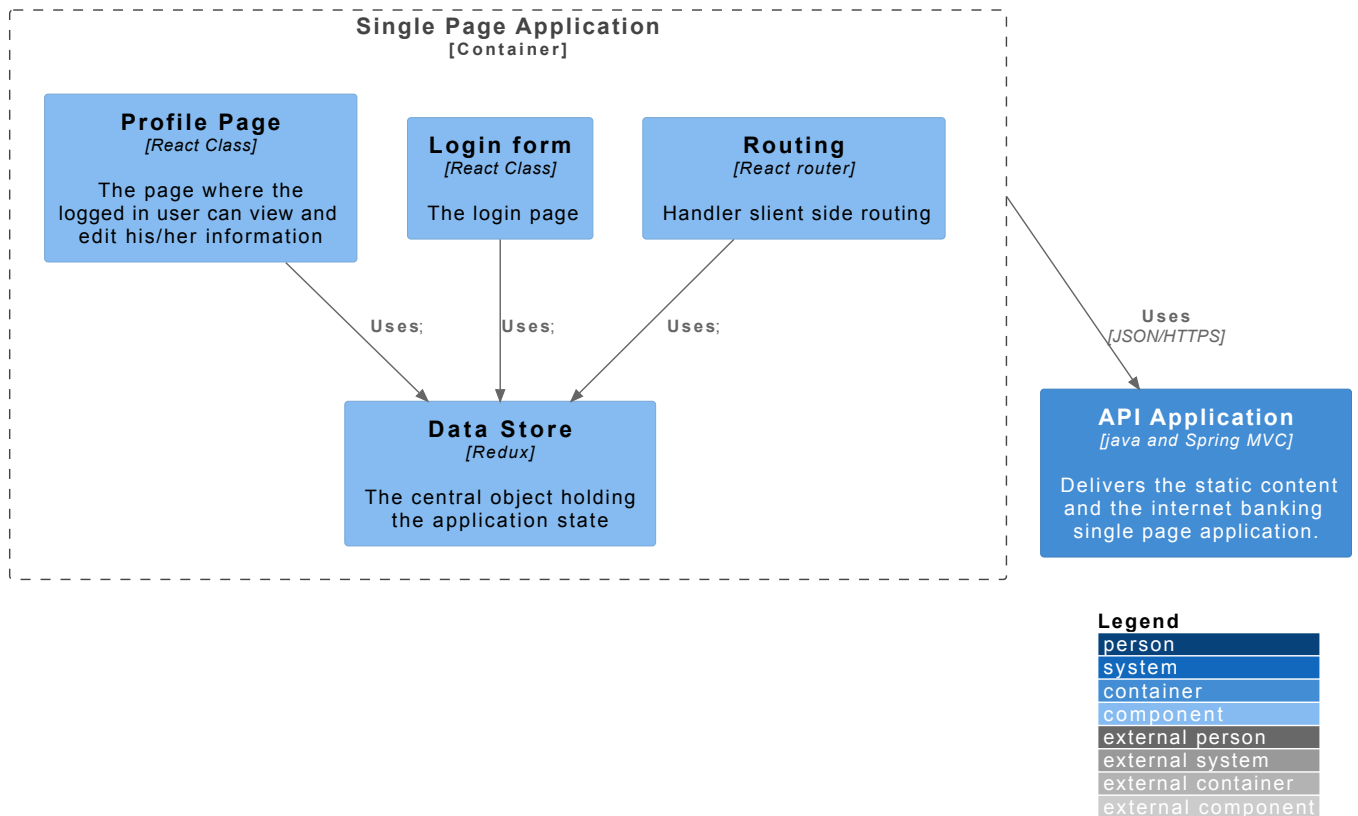 Single Page Application
[Container]
Profile Page
[React Class]
The page where the
logged in user can view and
edit his/her information
Login form
[React Class]
The login page
Routing
[React router]
Handler slient side routing
Uses;
Uses;
Uses;
Uses
[JSON/HTTPS]
Data Store
[Redux]
The central object holding
the application state
API Application
[java and Spring MVC]
Delivers the static content
and the internet banking
single page application.
Legend
person
system
container
component
external person
external system
external container
external component